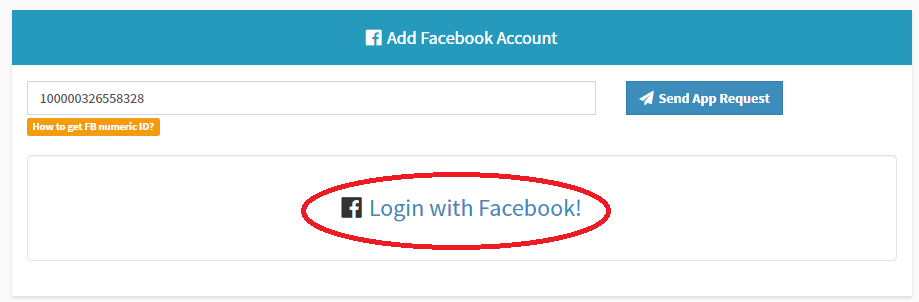 Add Facebook Account
100000326558328
Send App Request
How to get FB numeric ID?
Login with Facebook!